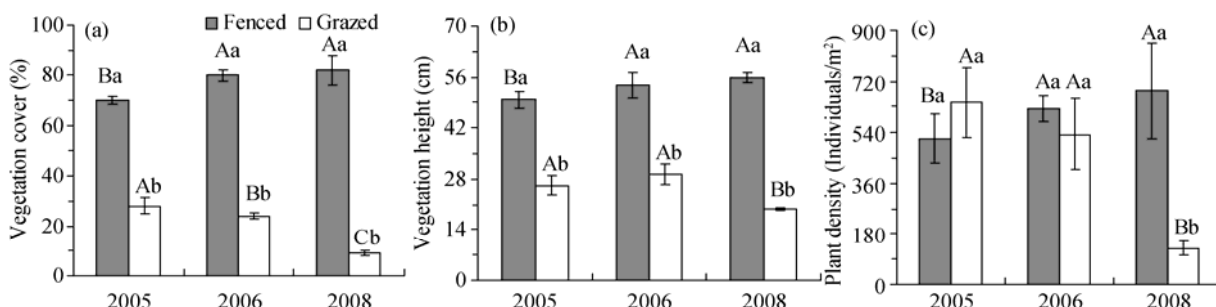 (a) Fenced Grazed
Vegetation cover (%)
100
80
60
40
20
0
Ba Aa Aa
Ab Bb Cb
2005 2006 2008
(b)
Vegetation height (cm)
70
56
42
28
14
0
Ba Aa Aa
Ab Ab Bb
2005 2006 2008
(c)
Plant density (Individuals/m²)
900
720
540
360
180
0
Ba Aa Aa Aa Aa Bb
2005 2006 2008